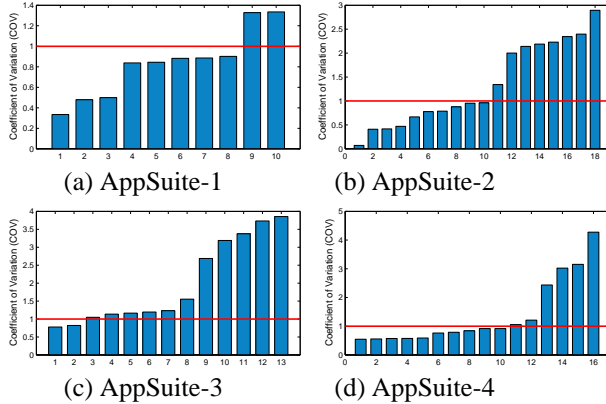 Coefficient of Variation (COV)
1.4
1.2
1
0.8
0.6
0.4
0.2
0
1 2 3 4 5 6 7 8 9 10
(a) AppSuite-1
Coefficient of Variation (COV)
3
2.5
2
1.5
1
0.5
0
0 2 4 6 8 10 12 14 16 18
(b) AppSuite-2
Coefficient of Variation (COV)
4
3.5
3
2.5
2
1.5
1
0.5
0
1 2 3 4 5 6 7 8 9 10 11 12 13
(c) AppSuite-3
Coefficient of Variation (COV)
5
4
3
2
1
0
0 2 4 6 8 10 12 14 16
(d) AppSuite-4